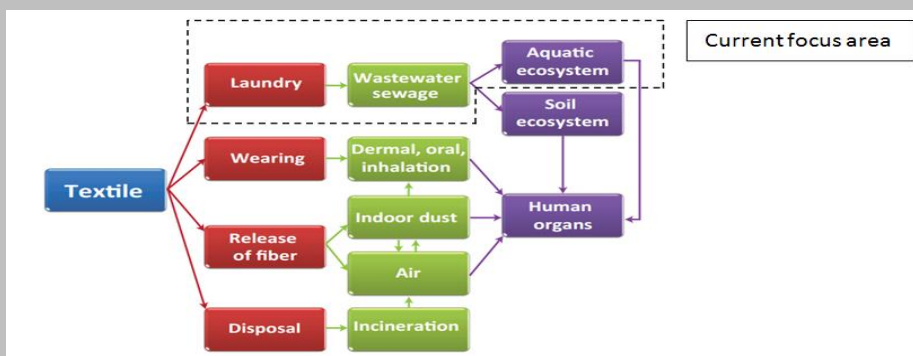 Current focus area
Aquatic
ecosystem
Laundry
Wastewater
sewage
Soil
ecosystem
Wearing
Dermal, oral,
inhalation
Textile
Human
organs
Indoor dust
Release
of fiber
Air
Disposal
Incineration